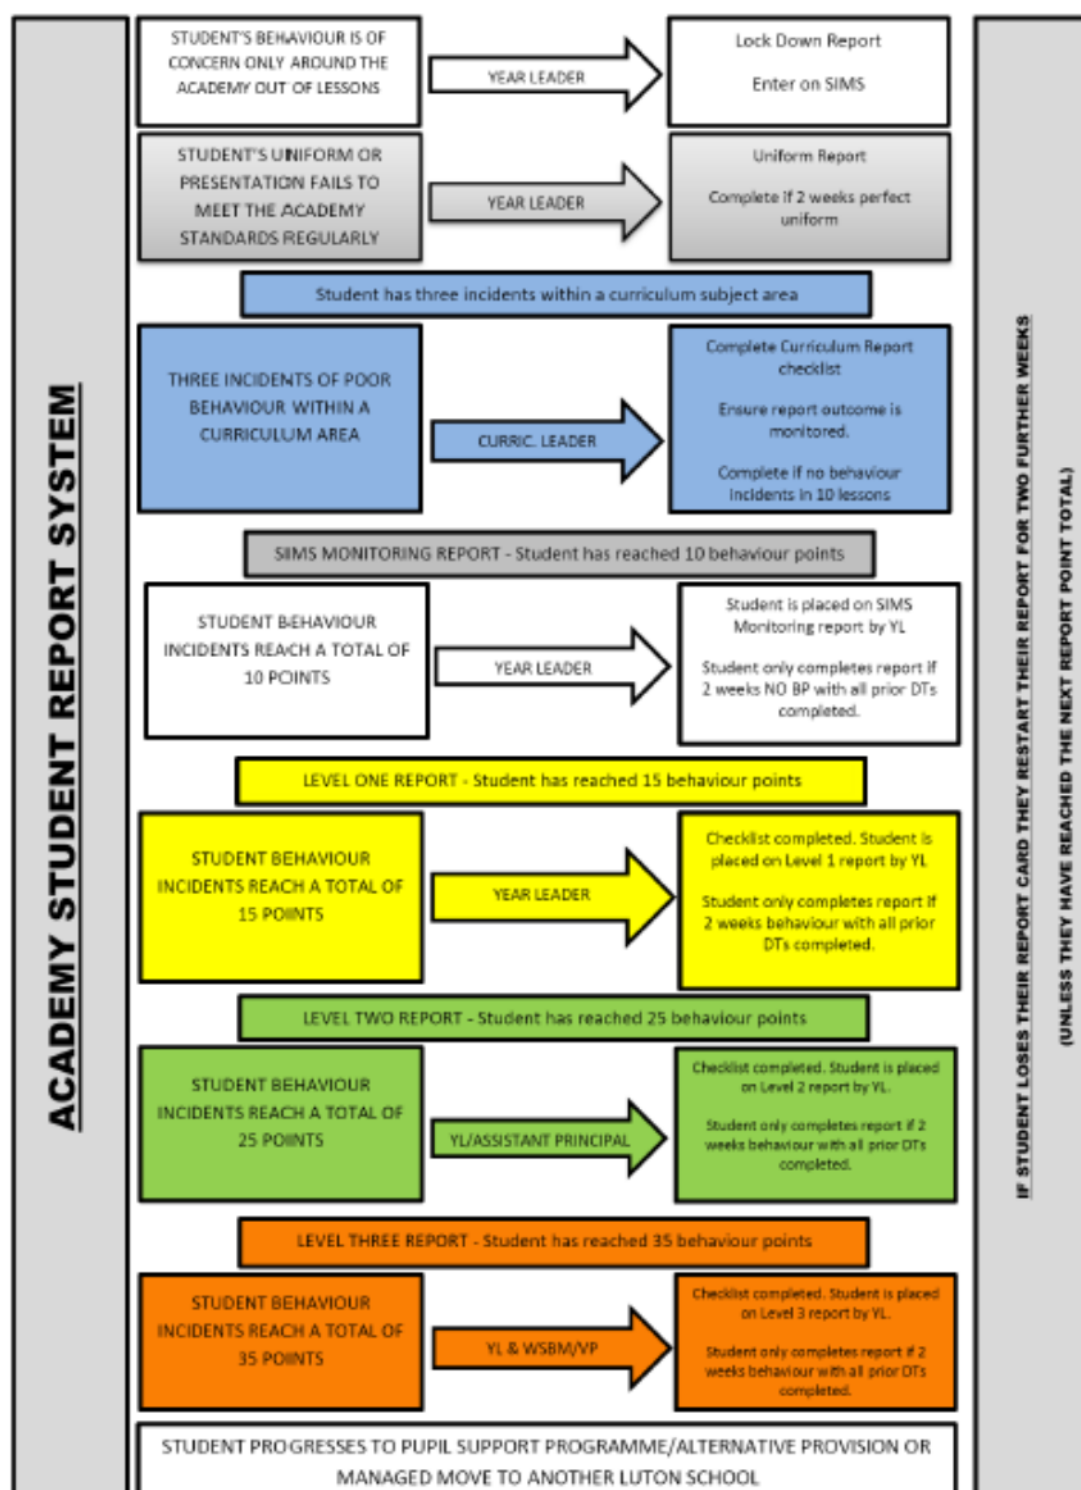 ACADEMY STUDENT REPORT SYSTEM
STUDENT'S BEHAVIOUR IS OF
CONCERN ONLY AROUND THE
ACADEMY OUT OF LESSONS
YEAR LEADER
Lock Down Report
Enter on SIMS
STUDENT'S UNIFORM OR
PRESENTATION FAILS TO
MEET THE ACADEMY
STANDARDS REGULARLY
YEAR LEADER
Uniform Report
Complete if 2 weeks perfect
uniform
Student has three incidents within a curriculum subject area
THREE INCIDENTS OF POOR
BEHAVIOUR WITHIN A
CURRICULUM AREA
CURRIC. LEADER
Complete Curriculum Report
checklist
Ensure report outcome is
monitored.
Complete if no behaviour
incidents in 10 lessons
SIMS MONITORING REPORT - Student has reached 10 behaviour points
STUDENT BEHAVIOUR
INCIDENTS REACH A TOTAL OF
10 POINTS
YEAR LEADER
Student is placed on SIMS
Monitoring report by YL
Student only completes report if
2 weeks NO BP with all prior DTs
completed.
LEVEL ONE REPORT - Student has reached 15 behaviour points
STUDENT BEHAVIOUR
INCIDENTS REACH A TOTAL OF
15 POINTS
YEAR LEADER
Checklist completed. Student is
placed on Level 1 report by YL
Student only completes report if
2 weeks behaviour with all prior
DTs completed.
LEVEL TWO REPORT - Student has reached 25 behaviour points
STUDENT BEHAVIOUR
INCIDENTS REACH A TOTAL OF
25 POINTS
YL/ASSISTANT PRINCIPAL
Checklist completed. Student is placed
on Level 2 report by YL.
Student only completes report if 2
weeks behaviour with all prior DTs
completed.
LEVEL THREE REPORT - Student has reached 35 behaviour points
STUDENT BEHAVIOUR
INCIDENTS REACH A TOTAL OF
35 POINTS
YL & WSBM/VP
Checklist completed. Student is placed
on Level 3 report by YL.
Student only completes report if 2
weeks behaviour with all prior DTs
completed.
STUDENT PROGRESSES TO PUPIL SUPPORT PROGRAMME/ALTERNATIVE PROVISION OR
MANAGED MOVE TO ANOTHER LUTON SCHOOL
IF STUDENT LOSES THEIR REPORT CARD THEY RESTART THEIR REPORT FOR TWO FURTHER WEEKS
(UNLESS THEY HAVE REACHED THE NEXT REPORT POINT TOTAL)